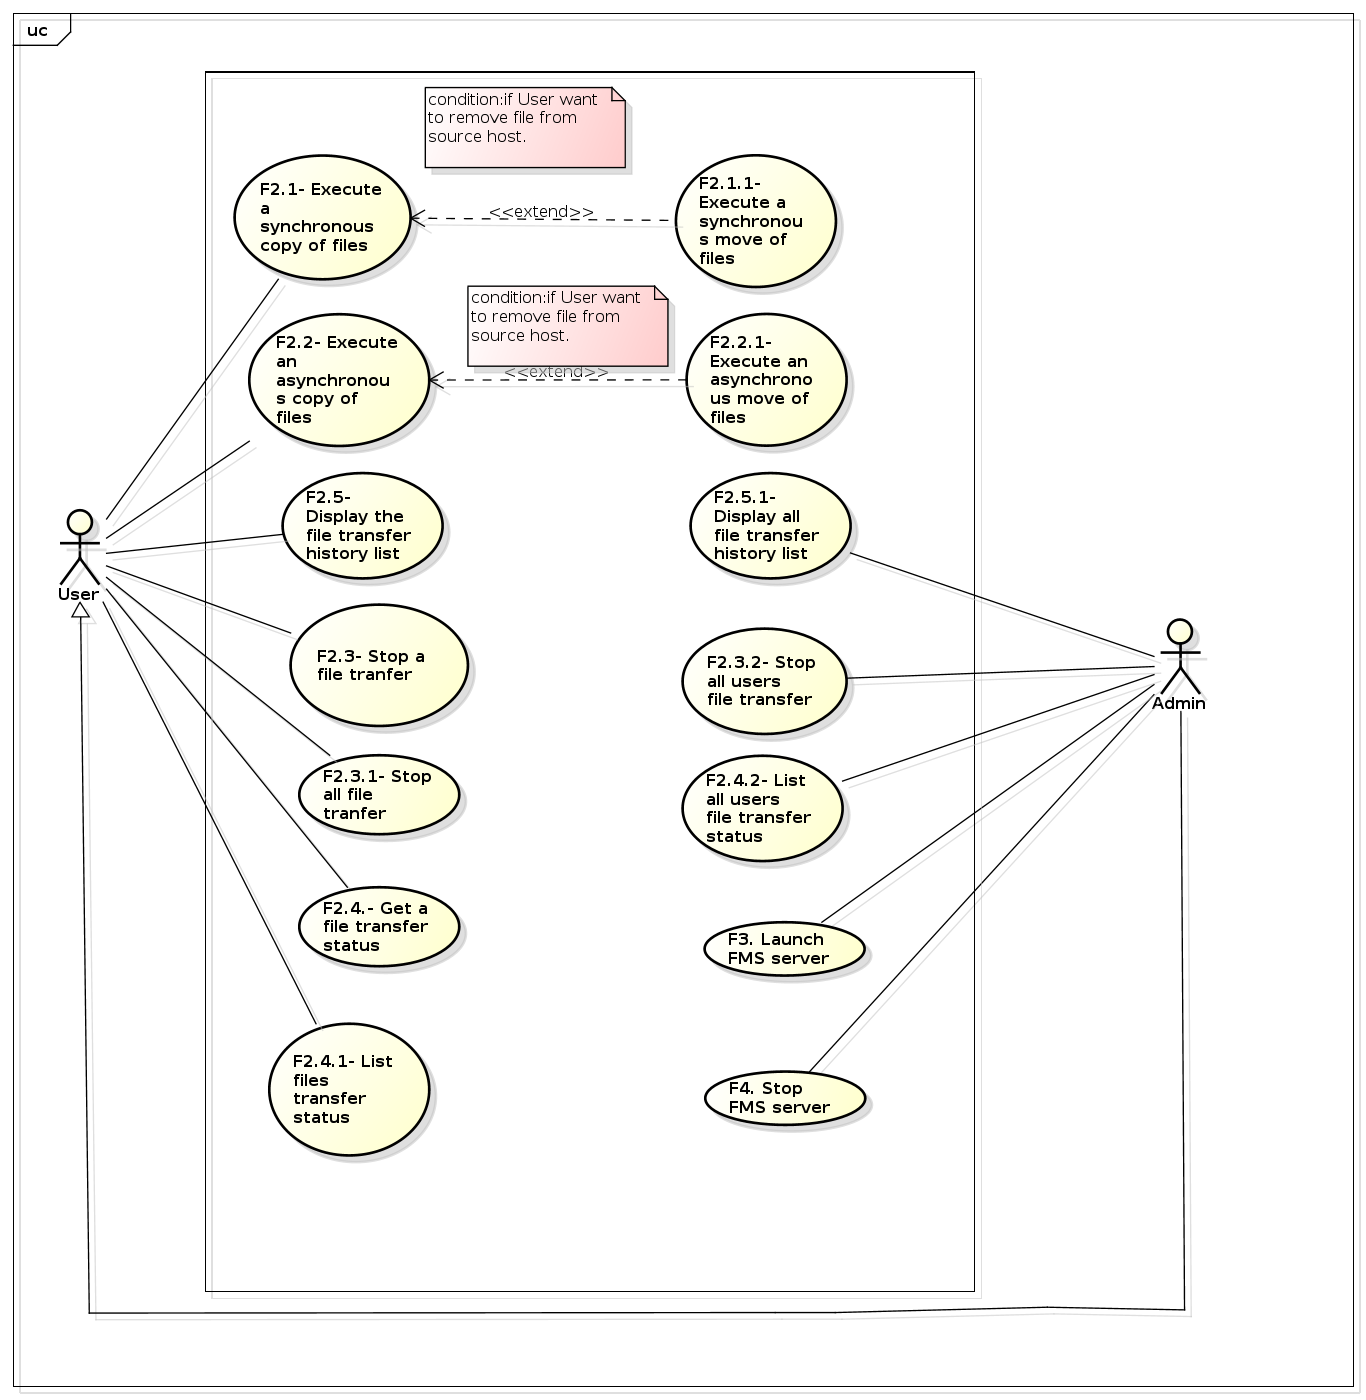 uc
condition:if User want
to remove file from
source host.
F2.1- Execute
a
synchronous
copy of files
<<extend>>
F2.1.1-
Execute a
synchronou
s move of
files
condition:if User want
to remove file from
source host.
F2.2- Execute
an
asynchronou
s copy of
files
<<extend>>
F2.2.1-
Execute an
asynchrono
us move of
files
F2.5-
Display the
file transfer
history list
F2.5.1-
Display all
file transfer
history list
User
F2.3- Stop a
file tranfer
F2.3.2- Stop
all users
file transfer
Admin
F2.3.1- Stop
all file
tranfer
F2.4.2- List
all users
file transfer
status
F2.4.- Get a
file transfer
status
F3. Launch
FMS server
F2.4.1- List
files
transfer
status
F4. Stop
FMS server